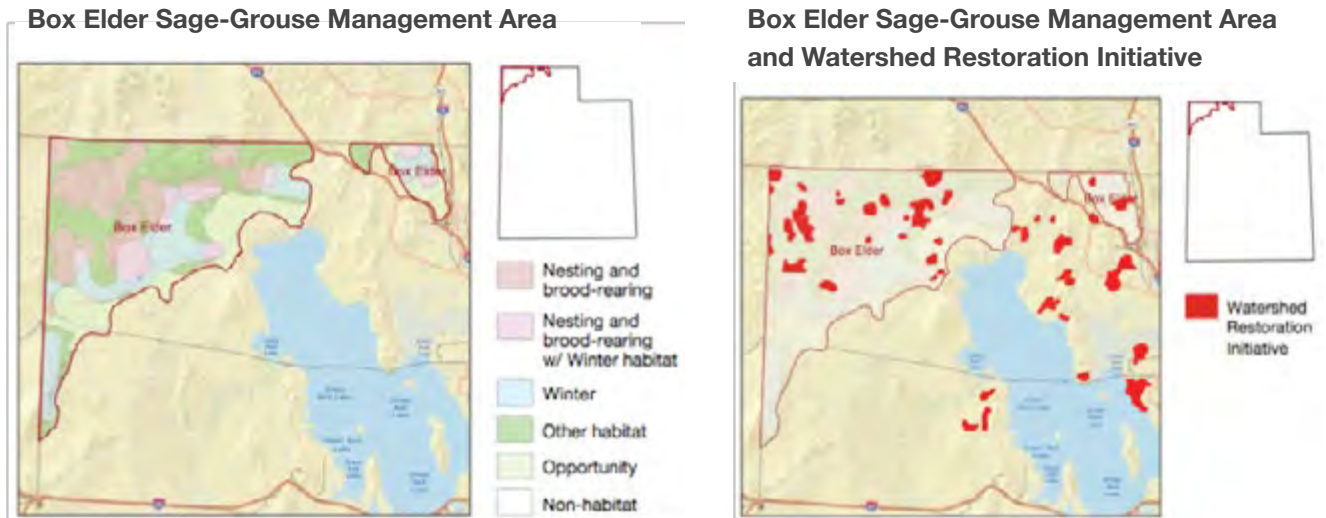 Box Elder Sage-Grouse Management Area
Box Elder
Box Elder
Nesting and
brood-rearing
Nesting and
brood-rearing
w/ Winter habitat
Winter
Other habitat
Opportunity
Non-habitat
Box Elder Sage-Grouse Management Area
and Watershed Restoration Initiative
Box Elder
Box Elder
Watershed
Restoration
Initiative